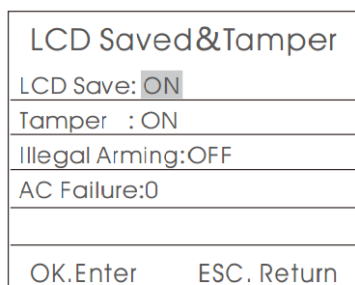 LCD Saved&Tamper
LCD Save: ON
Tamper : ON
Illegal Arming:OFF
AC Failure:0
OK.Enter ESC. Return